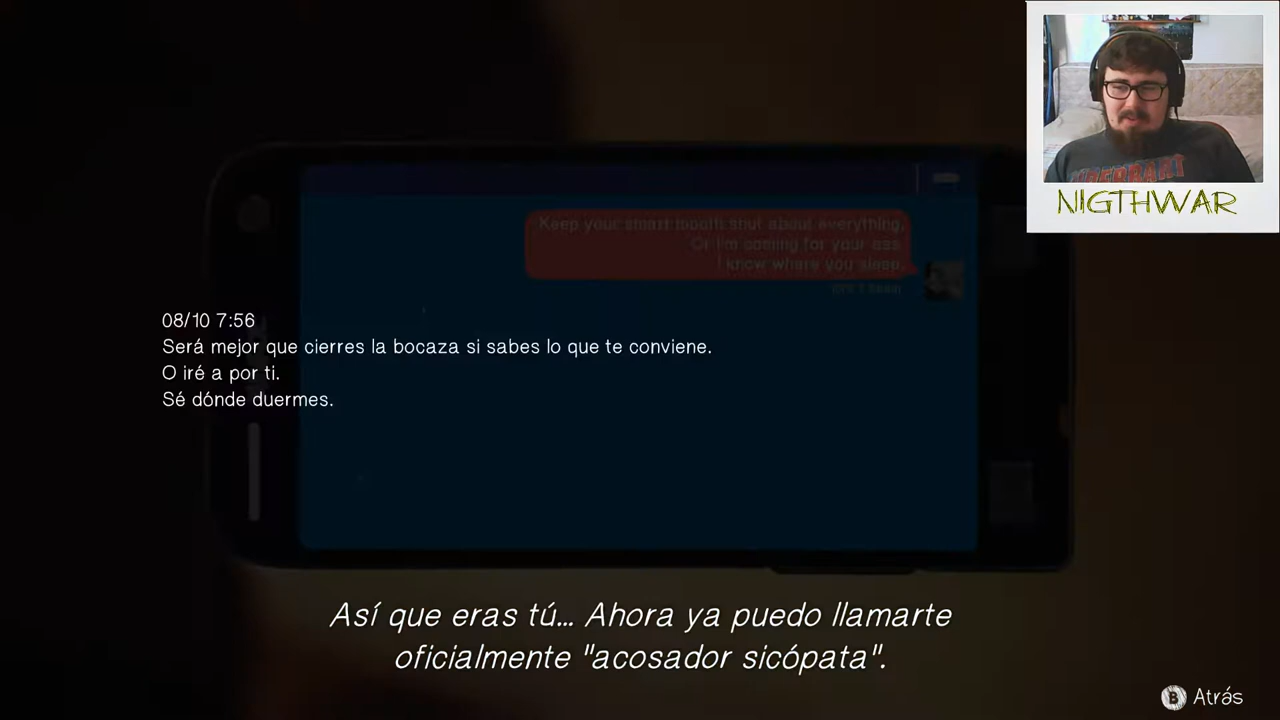 NIGTHWAR
Keep your smart mouth shut about everything.
Or I'm coming for your ass
I know where you sleep.
08/10 7:56
Será mejor que cierres la bocaza si sabes lo que te conviene.
O iré a por ti.
Sé dónde duermes.
Así que eras tú... Ahora ya puedo llamarte
oficialmente "acosador sicópata".
B Atrás